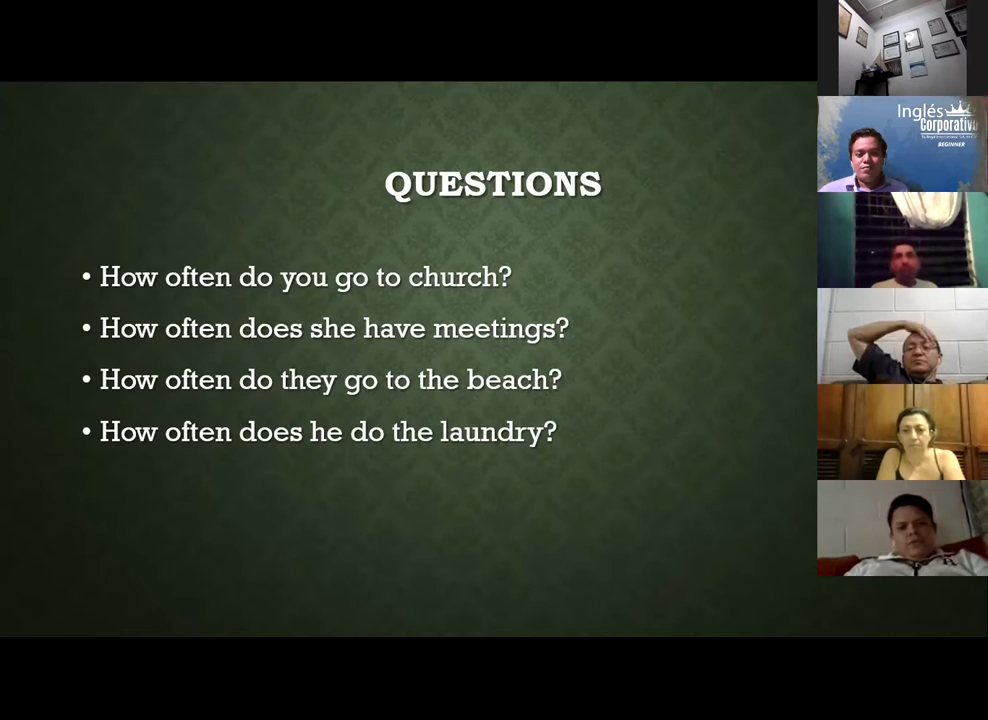 QUESTIONS
• How often do you go to church?
• How often does she have meetings?
• How often do they go to the beach?
• How often does he do the laundry?
Inglés
Corporativo
BEGINNER